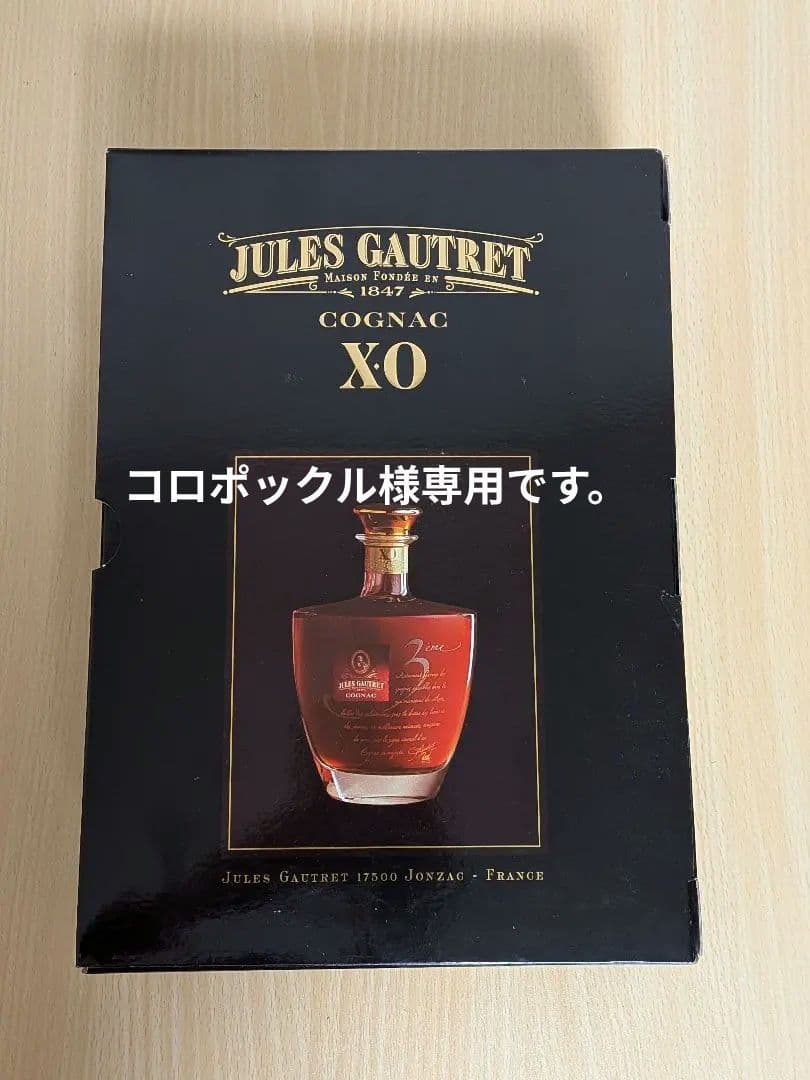 JULES GAUTRET
MAISON FONDÉE EN
1847
COGNAC
X.O
コロポックル様専用です。
XO
3ème
JULES GAUTRET
COGNAC
JULES GAUTRET 17500 JONZAC - FRANCE